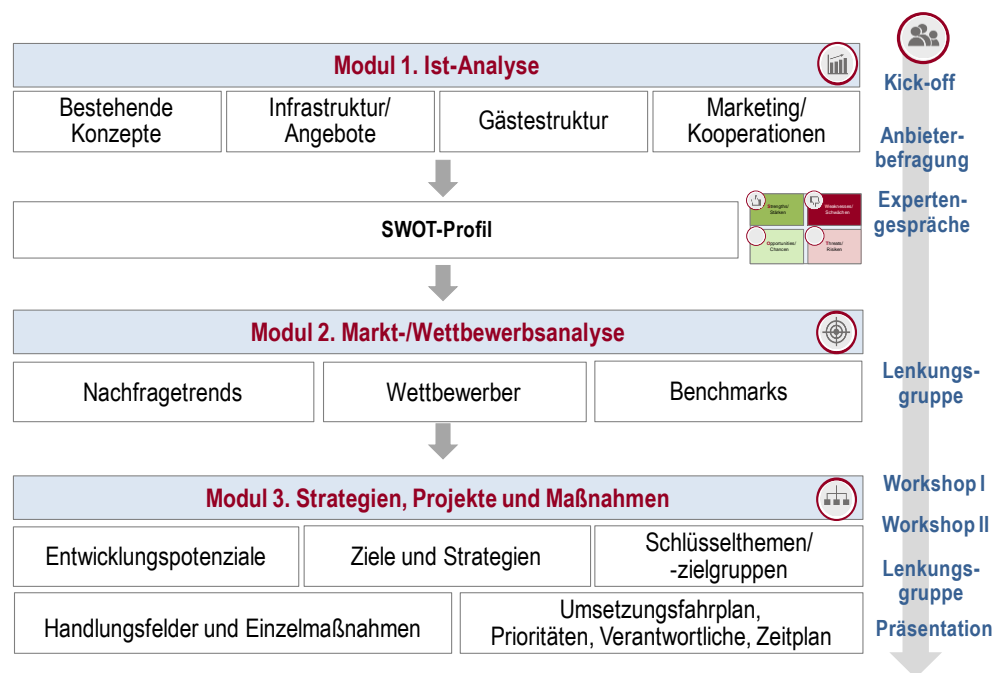 Modul 1. Ist-Analyse
Bestehende
Konzepte
Infrastruktur/
Angebote
Gästestruktur
Marketing/
Kooperationen
SWOT-Profil
Strengths/
Stärken
Weaknesses/
Schwächen
Opportunities/
Chancen
Threats/
Risiken
Modul 2. Markt-/Wettbewerbsanalyse
Nachfragetrends
Wettbewerber
Benchmarks
Modul 3. Strategien, Projekte und Maßnahmen
Entwicklungspotenziale
Ziele und Strategien
Schlüsselthemen/
-zielgruppen
Handlungsfelder und Einzelmaßnahmen
Umsetzungsfahrplan,
Prioritäten, Verantwortliche, Zeitplan
Kick-off
Anbieter-
befragung
Experten-
gespräche
Lenkungs-
gruppe
Workshop I
Workshop II
Lenkungs-
gruppe
Präsentation